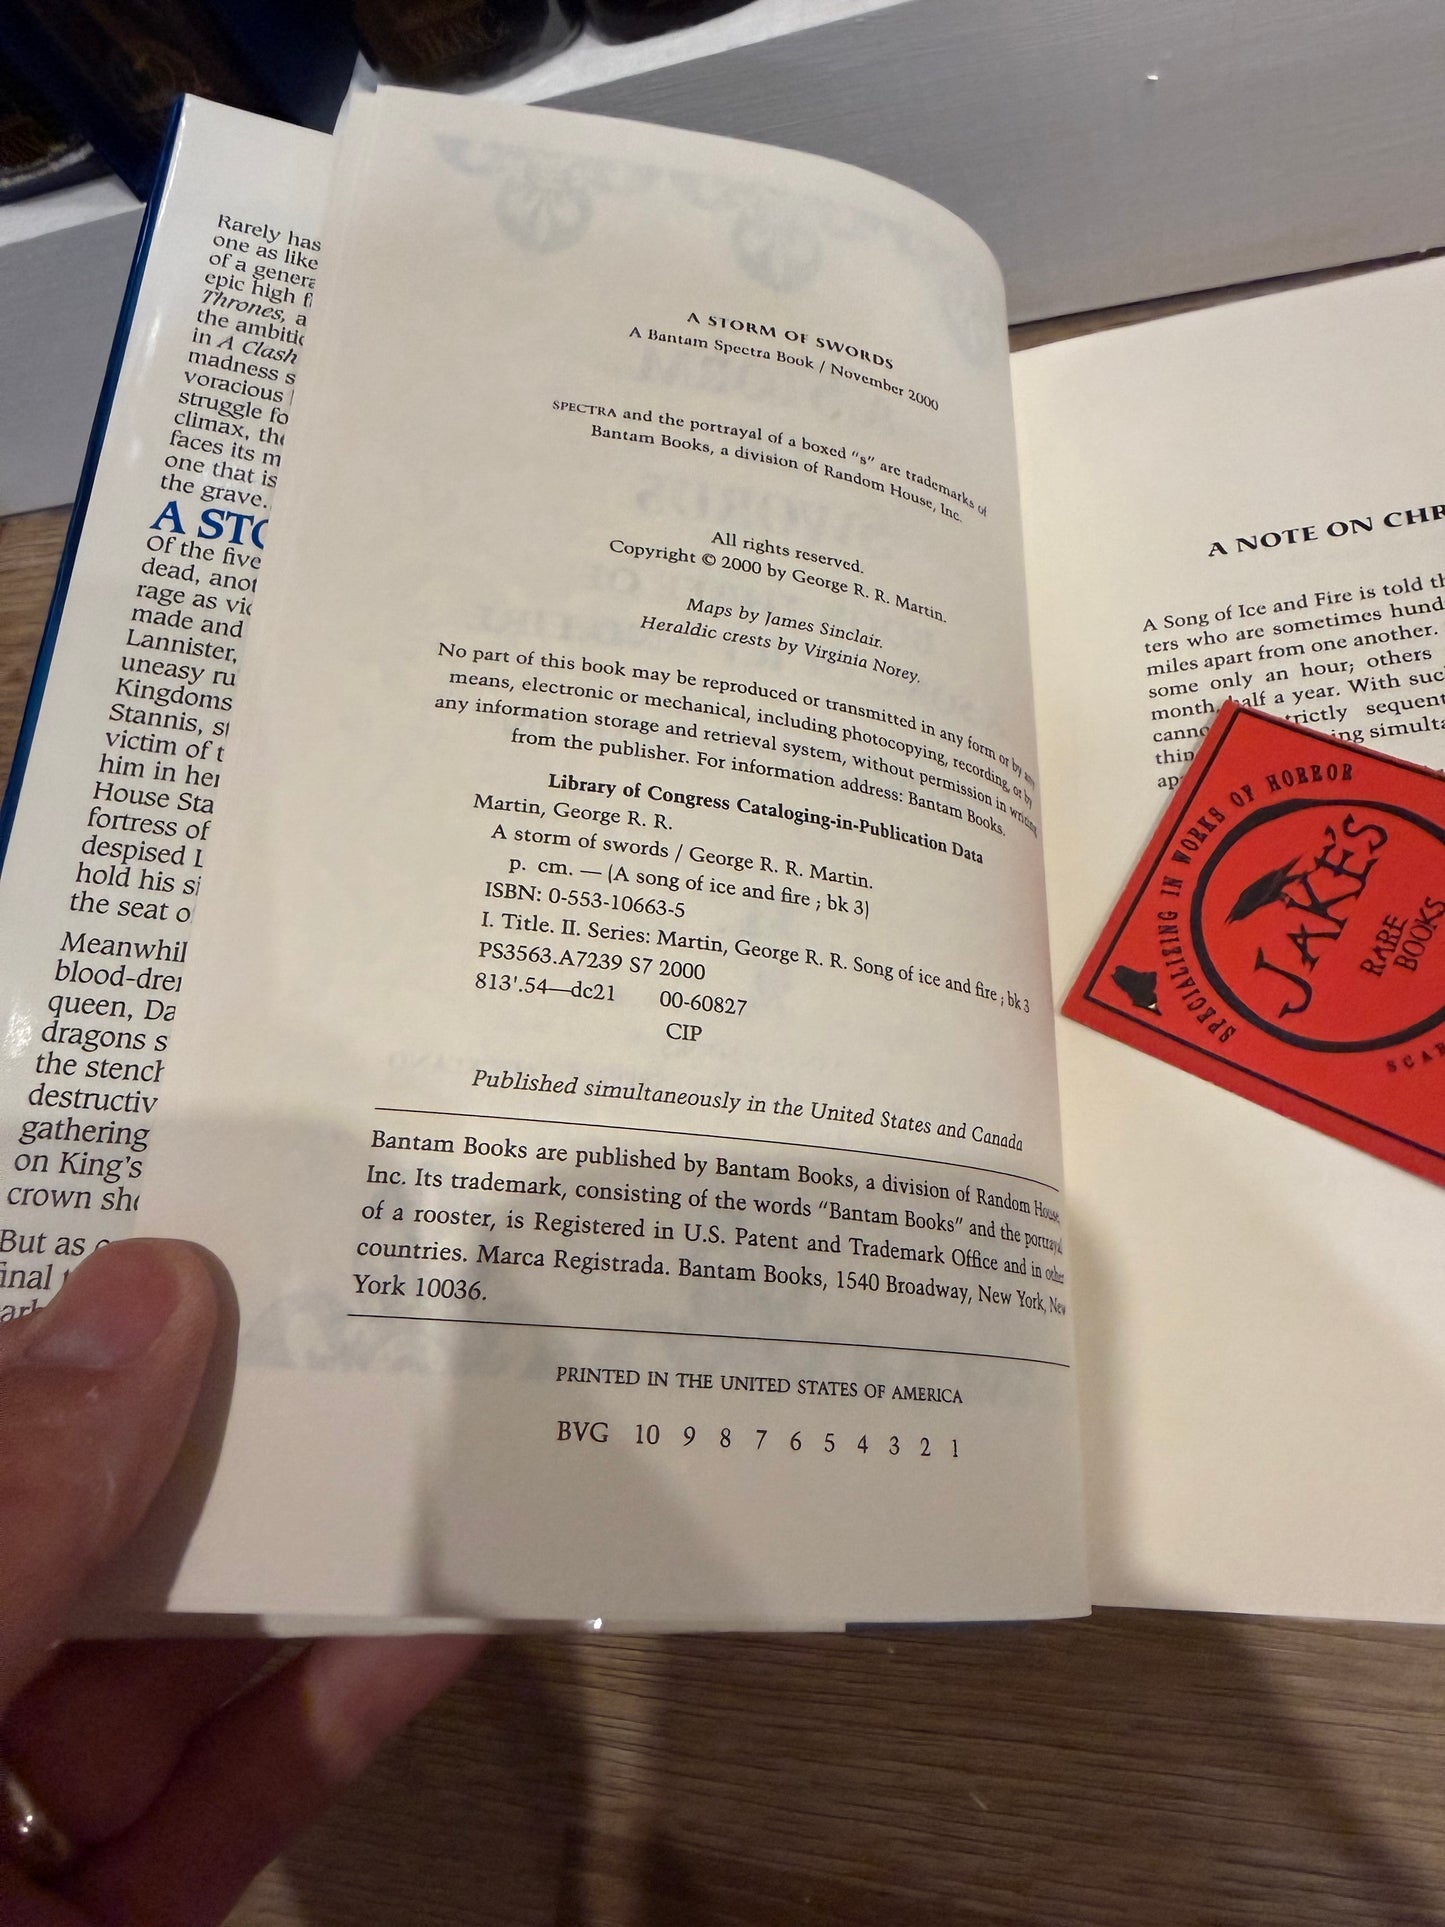 Rarely has
one as like
of a genera
epic high f
Thrones, a
the ambitic
in A Clash
madness s
voracious
struggle fo
climax, the
faces its m
one that is
the grave.
A STO
Of the five
dead, anot
rage as vic
made and
Lannister,
uneasy ru
Kingdoms
Stannis, s
victim of t
him in her
House Sta
fortress of
despised L
hold his si
the seat o
Meanwhil
blood-dren
queen, Da
dragons s
the stench
destructiv
gathering
on King's
crown sho
But as
final t
A STORM OF SWORDS
A Bantam Spectra Book / November 2000
SPECTRA and the portrayal of a boxed "s" are trademarks of
Bantam Books, a division of Random House, Inc.
All rights reserved.
Copyright © 2000 by George R. R. Martin.
Maps by James Sinclair.
Heraldic crests by Virginia Norey.
No part of this book may be reproduced or transmitted in any form or by any
means, electronic or mechanical, including photocopying, recording, or by
any information storage and retrieval system, without permission in writing
from the publisher. For information address: Bantam Books.
Library of Congress Cataloging-in-Publication Data
Martin, George R. R.
A storm of swords / George R. R. Martin.
p. cm. — (A song of ice and fire ; bk 3)
ISBN: 0-553-10663-5
I. Title. II. Series: Martin, George R. R. Song of ice and fire ; bk 3
PS3563.A7239 S7 2000
813'.54—dc21 00-60827
CIP
Published simultaneously in the United States and Canada
Bantam Books are published by Bantam Books, a division of Random House,
Inc. Its trademark, consisting of the words "Bantam Books" and the portrayal
of a rooster, is Registered in U.S. Patent and Trademark Office and in other
countries. Marca Registrada. Bantam Books, 1540 Broadway, New York, New
York 10036.
PRINTED IN THE UNITED STATES OF AMERICA
BVG 10 9 8 7 6 5 4 3 2 1
A NOTE ON CHR
A Song of Ice and Fire is told th
ters who are sometimes hund
miles apart from one another.
some only an hour; others
month, half a year. With suc
canno strictly sequent
thin ing simulta
ap
SPECIALIZING IN WORKS OF HORROR
JAKE'S
RARE
BOOKS
SCAR